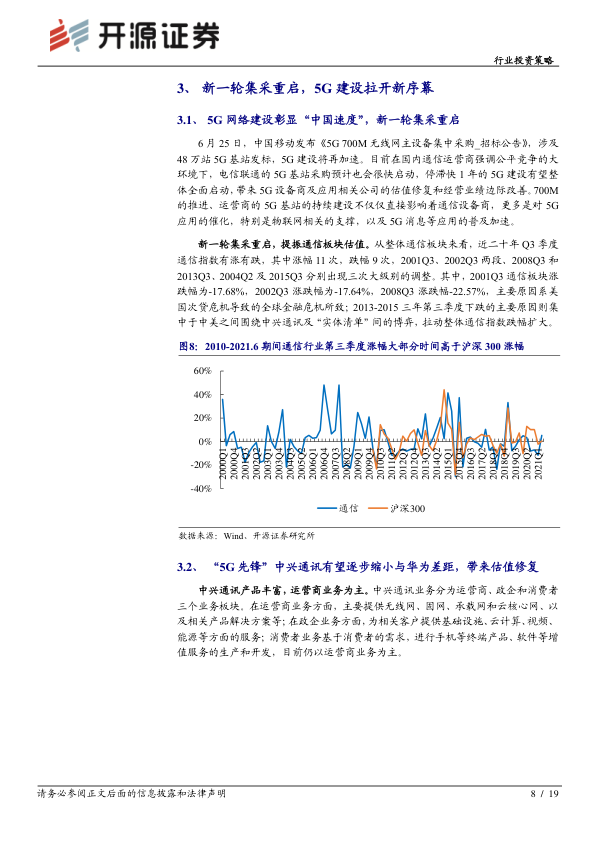 开源证券
行业投资策略
3、 新一轮集采重启，5G 建设拉开新序幕
3.1、 5G 网络建设彰显“中国速度”，新一轮集采重启
6 月 25 日，中国移动发布《5G 700M 无线网主设备集中采购_招标公告》，涉及
48 万站 5G 基站发标，5G 建设将再加速。目前在国内通信运营商强调公平竞争的大
环境下，电信联通的 5G 基站采购预计也会很快启动，停滞快 1 年的 5G 建设有望整
体全面启动，带来 5G 设备商及应用相关公司的估值修复和经营业绩边际改善。700M
的推进、运营商的 5G 基站的持续建设不仅仅直接影响着通信设备商，更多是对 5G
应用的催化，特别是物联网相关的支撑，以及 5G 消息等应用的普及加速。
新一轮集采重启，提振通信板块估值。从整体通信板块来看，近二十年 Q3 季度
通信指数有涨有跌，其中涨幅 11 次，跌幅 9 次，2001Q3、2002Q3 两段、2008Q3 和
2013Q3、2004Q2 及 2015Q3 分别出现三次大级别的调整。其中，2001Q3 通信板块涨
跌幅为-17.68%，2002Q3 涨跌幅为-17.64%，2008Q3 涨跌幅-22.57%，主要原因系美
国次贷危机导致的全球金融危机所致；2013-2015 三年第三季度下跌的主要原因则集
中于中美之间围绕中兴通讯及“实体清单”间的博弈，拉动整体通信指数跌幅扩大。
图8：2010-2021.6 期间通信行业第三季度涨幅大部分时间高于沪深 300 涨幅
60%
40%
20%
0%
-20%
-40%
2000Q1 2000Q4 2001Q3 2002Q2 2003Q1 2003Q4 2004Q3 2005Q2 2006Q1 2006Q4 2007Q3 2008Q2 2009Q1 2009Q4 2010Q3 2011Q2 2012Q1 2012Q4 2013Q3 2014Q2 2015Q1 2015Q4 2016Q3 2017Q2 2018Q1 2018Q4 2019Q3 2020Q2 2021Q1
通信 沪深300
数据来源：Wind、开源证券研究所
3.2、 “5G 先锋”中兴通讯有望逐步缩小与华为差距，带来估值修复
中兴通讯产品丰富，运营商业务为主。中兴通讯业务分为运营商、政企和消费者
三个业务板块。在运营商业务方面，主要提供无线网、固网、承载网和云核心网、以
及相关产品解决方案等；在政企业务方面，为相关客户提供基础设施、云计算、视频、
能源等方面的服务；消费者业务基于消费者的需求，进行手机等终端产品、软件等增
值服务的生产和开发，目前仍以运营商业务为主。
请务必参阅正文后面的信息披露和法律声明
8 / 19